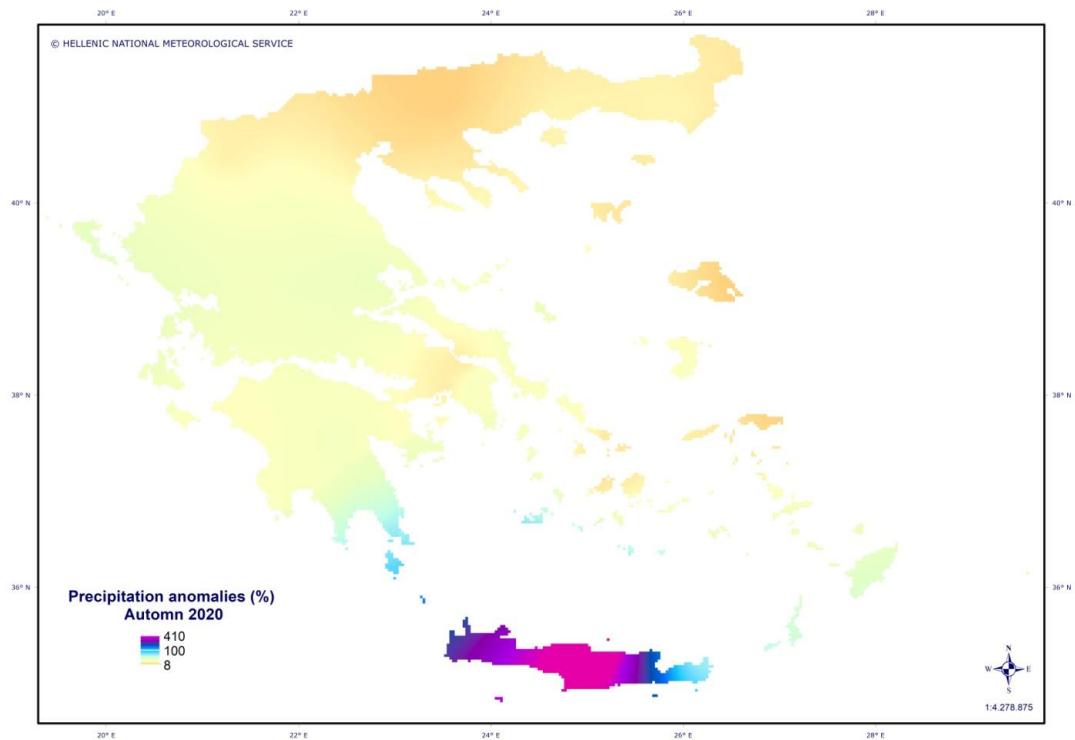 20° E 22° E 24° E 26° E 28° E
© HELLENIC NATIONAL METEOROLOGICAL SERVICE
40° N 40° N
38° N 38° N
36° N 36° N
Precipitation anomalies (%)
Automn 2020
410
100
8
N
W E
S
1:4.278.875
20° E 22° E 24° E 26° E 28° E